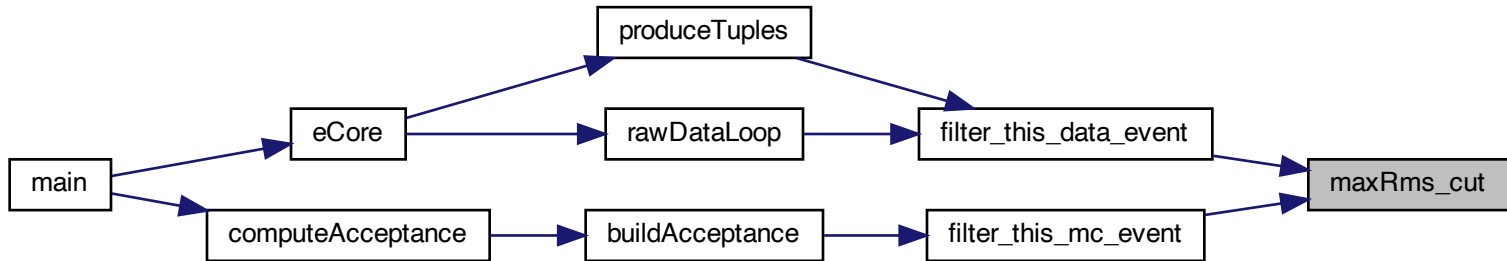 produceTuples
eCore
rawDataLoop
filter_this_data_event
main
maxRms_cut
computeAcceptance
buildAcceptance
filter_this_mc_event